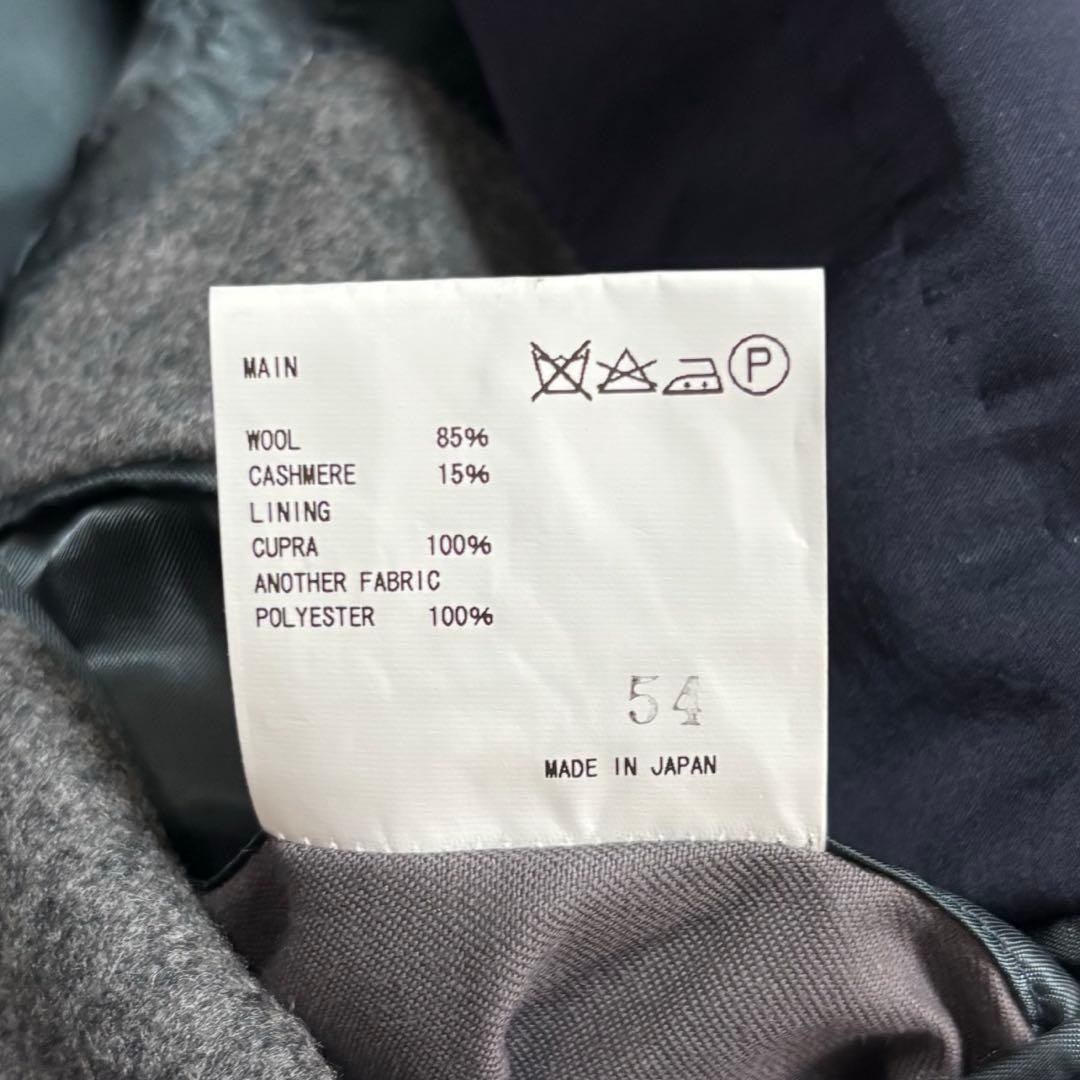 MAIN
P
WOOL 85%
CASHMERE 15%
LINING
CUPRA 100%
ANOTHER FABRIC
POLYESTER 100%
54
MADE IN JAPAN